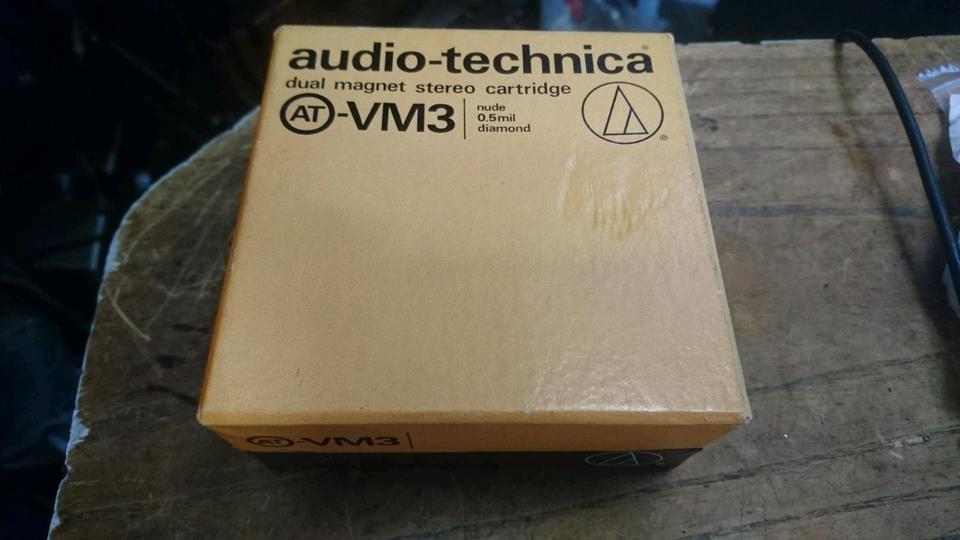 audio-technica®
dual magnet stereo cartridge
AT-VM3
nude
0.5mil
diamond
®
AT-VM3